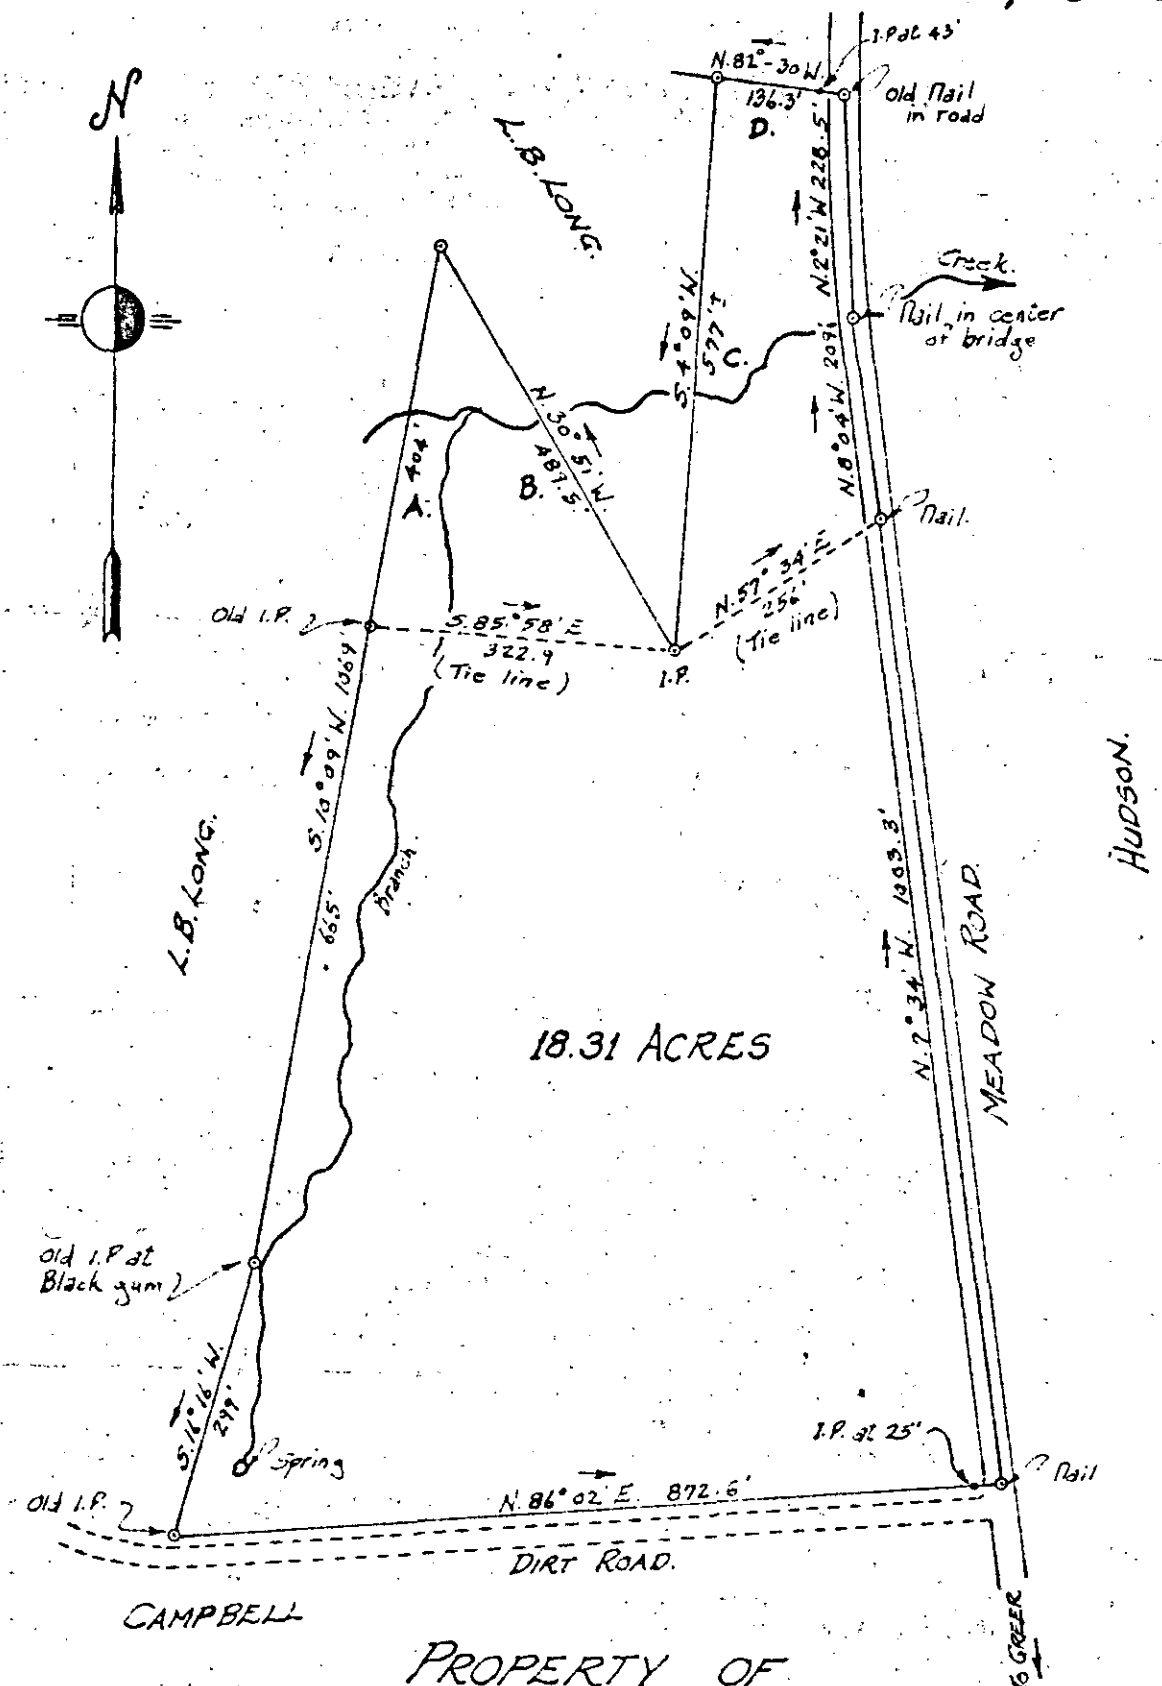 N
I.P. at 43'
N.82°-30'W.
136.3'
D.
Old Nail
in road
L.B. LONG.
N.2°21'W 228.5'
S.4°09'W.
577'±
C.
Creek.
Nail in center
of bridge
N.8°04'W 209'
A. 404'
N.30°51'W.
489.5'
B.
Nail.
N.57°34'E
256'
(Tie line)
Old I.P.
S.85°58'E
322.9
(Tie line)
I.P.
S.10°09'W. 1069'
665'
Branch.
L.B. LONG.
HUDSON.
N.7°34'W. 1003.3'
MEADOW ROAD.
18.31 ACRES
Old I.P. at
Black gum
S.16°16'W.
299'
Spring
I.P. at 25'
Nail
Old I.P.
N.86°02'E. 872.6'
DIRT ROAD.
CAMPBELL
GREER
PROPERTY OF